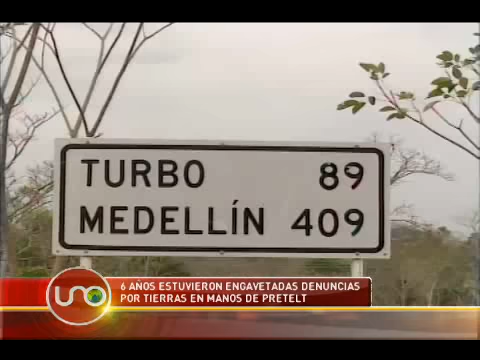 TURBO 89
MEDELLÍN 409
6 AÑOS ESTUVIERON ENGAVETADAS DENUNCIAS
POR TIERRAS EN MANOS DE PRETELT
UNO